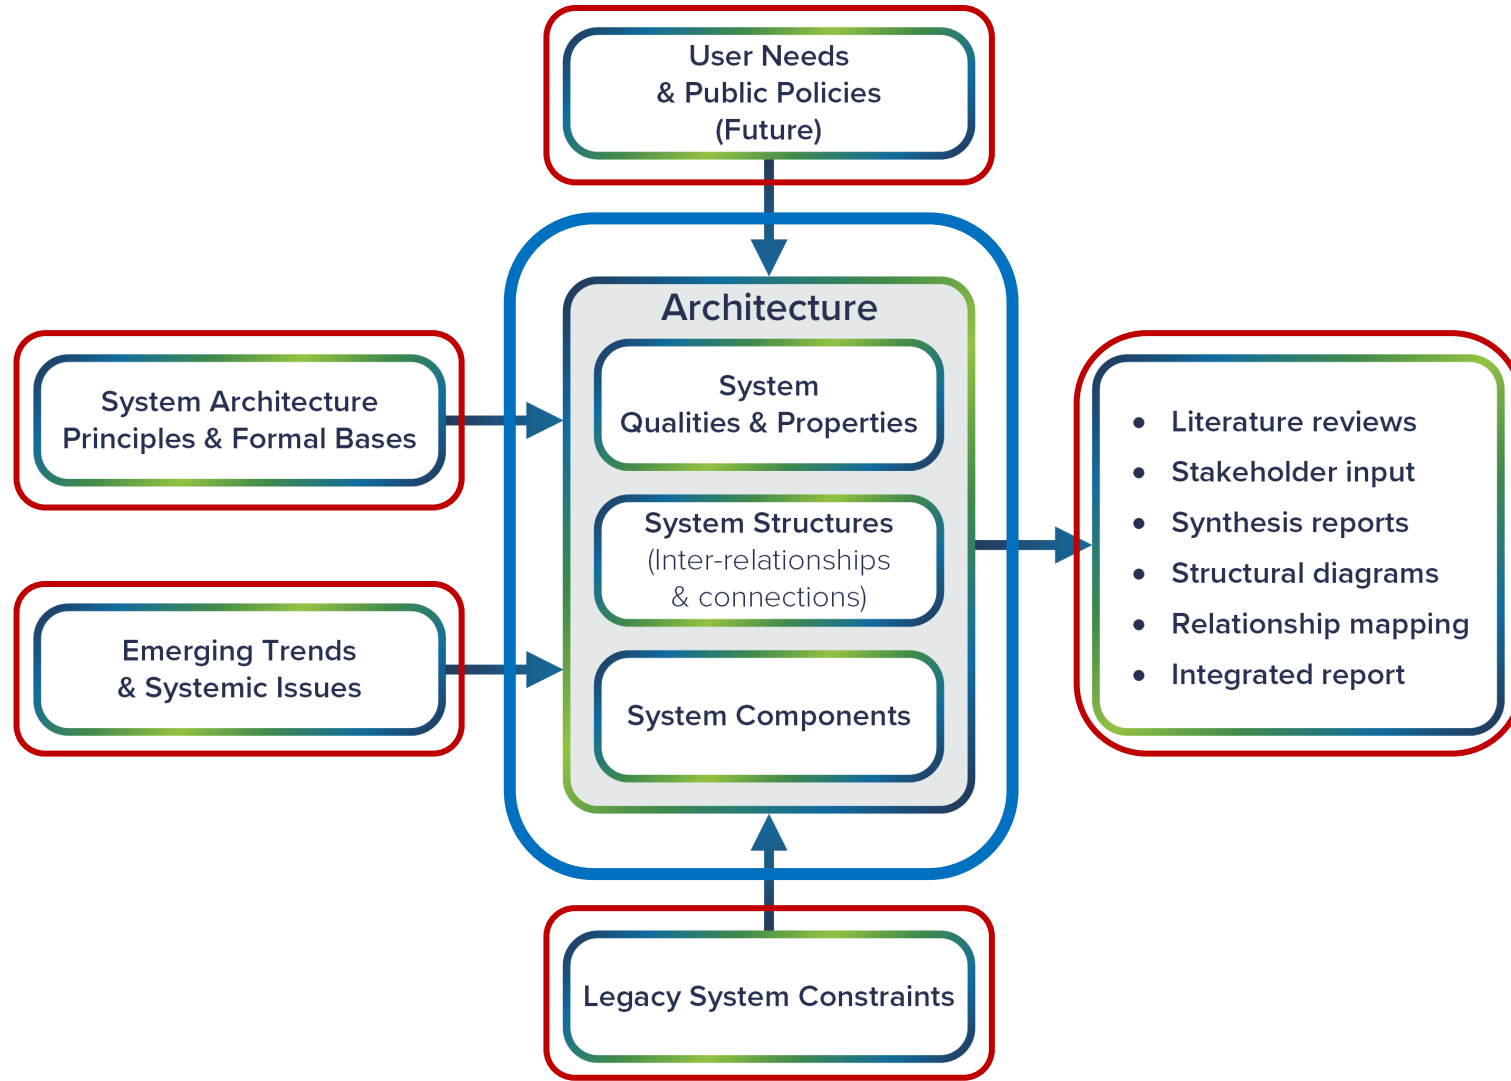 User Needs
& Public Policies
(Future)
Architecture
System
Qualities & Properties
System Structures
(Inter-relationships
& connections)
System Components
System Architecture
Principles & Formal Bases
Emerging Trends
& Systemic Issues
• Literature reviews
• Stakeholder input
• Synthesis reports
• Structural diagrams
• Relationship mapping
• Integrated report
Legacy System Constraints